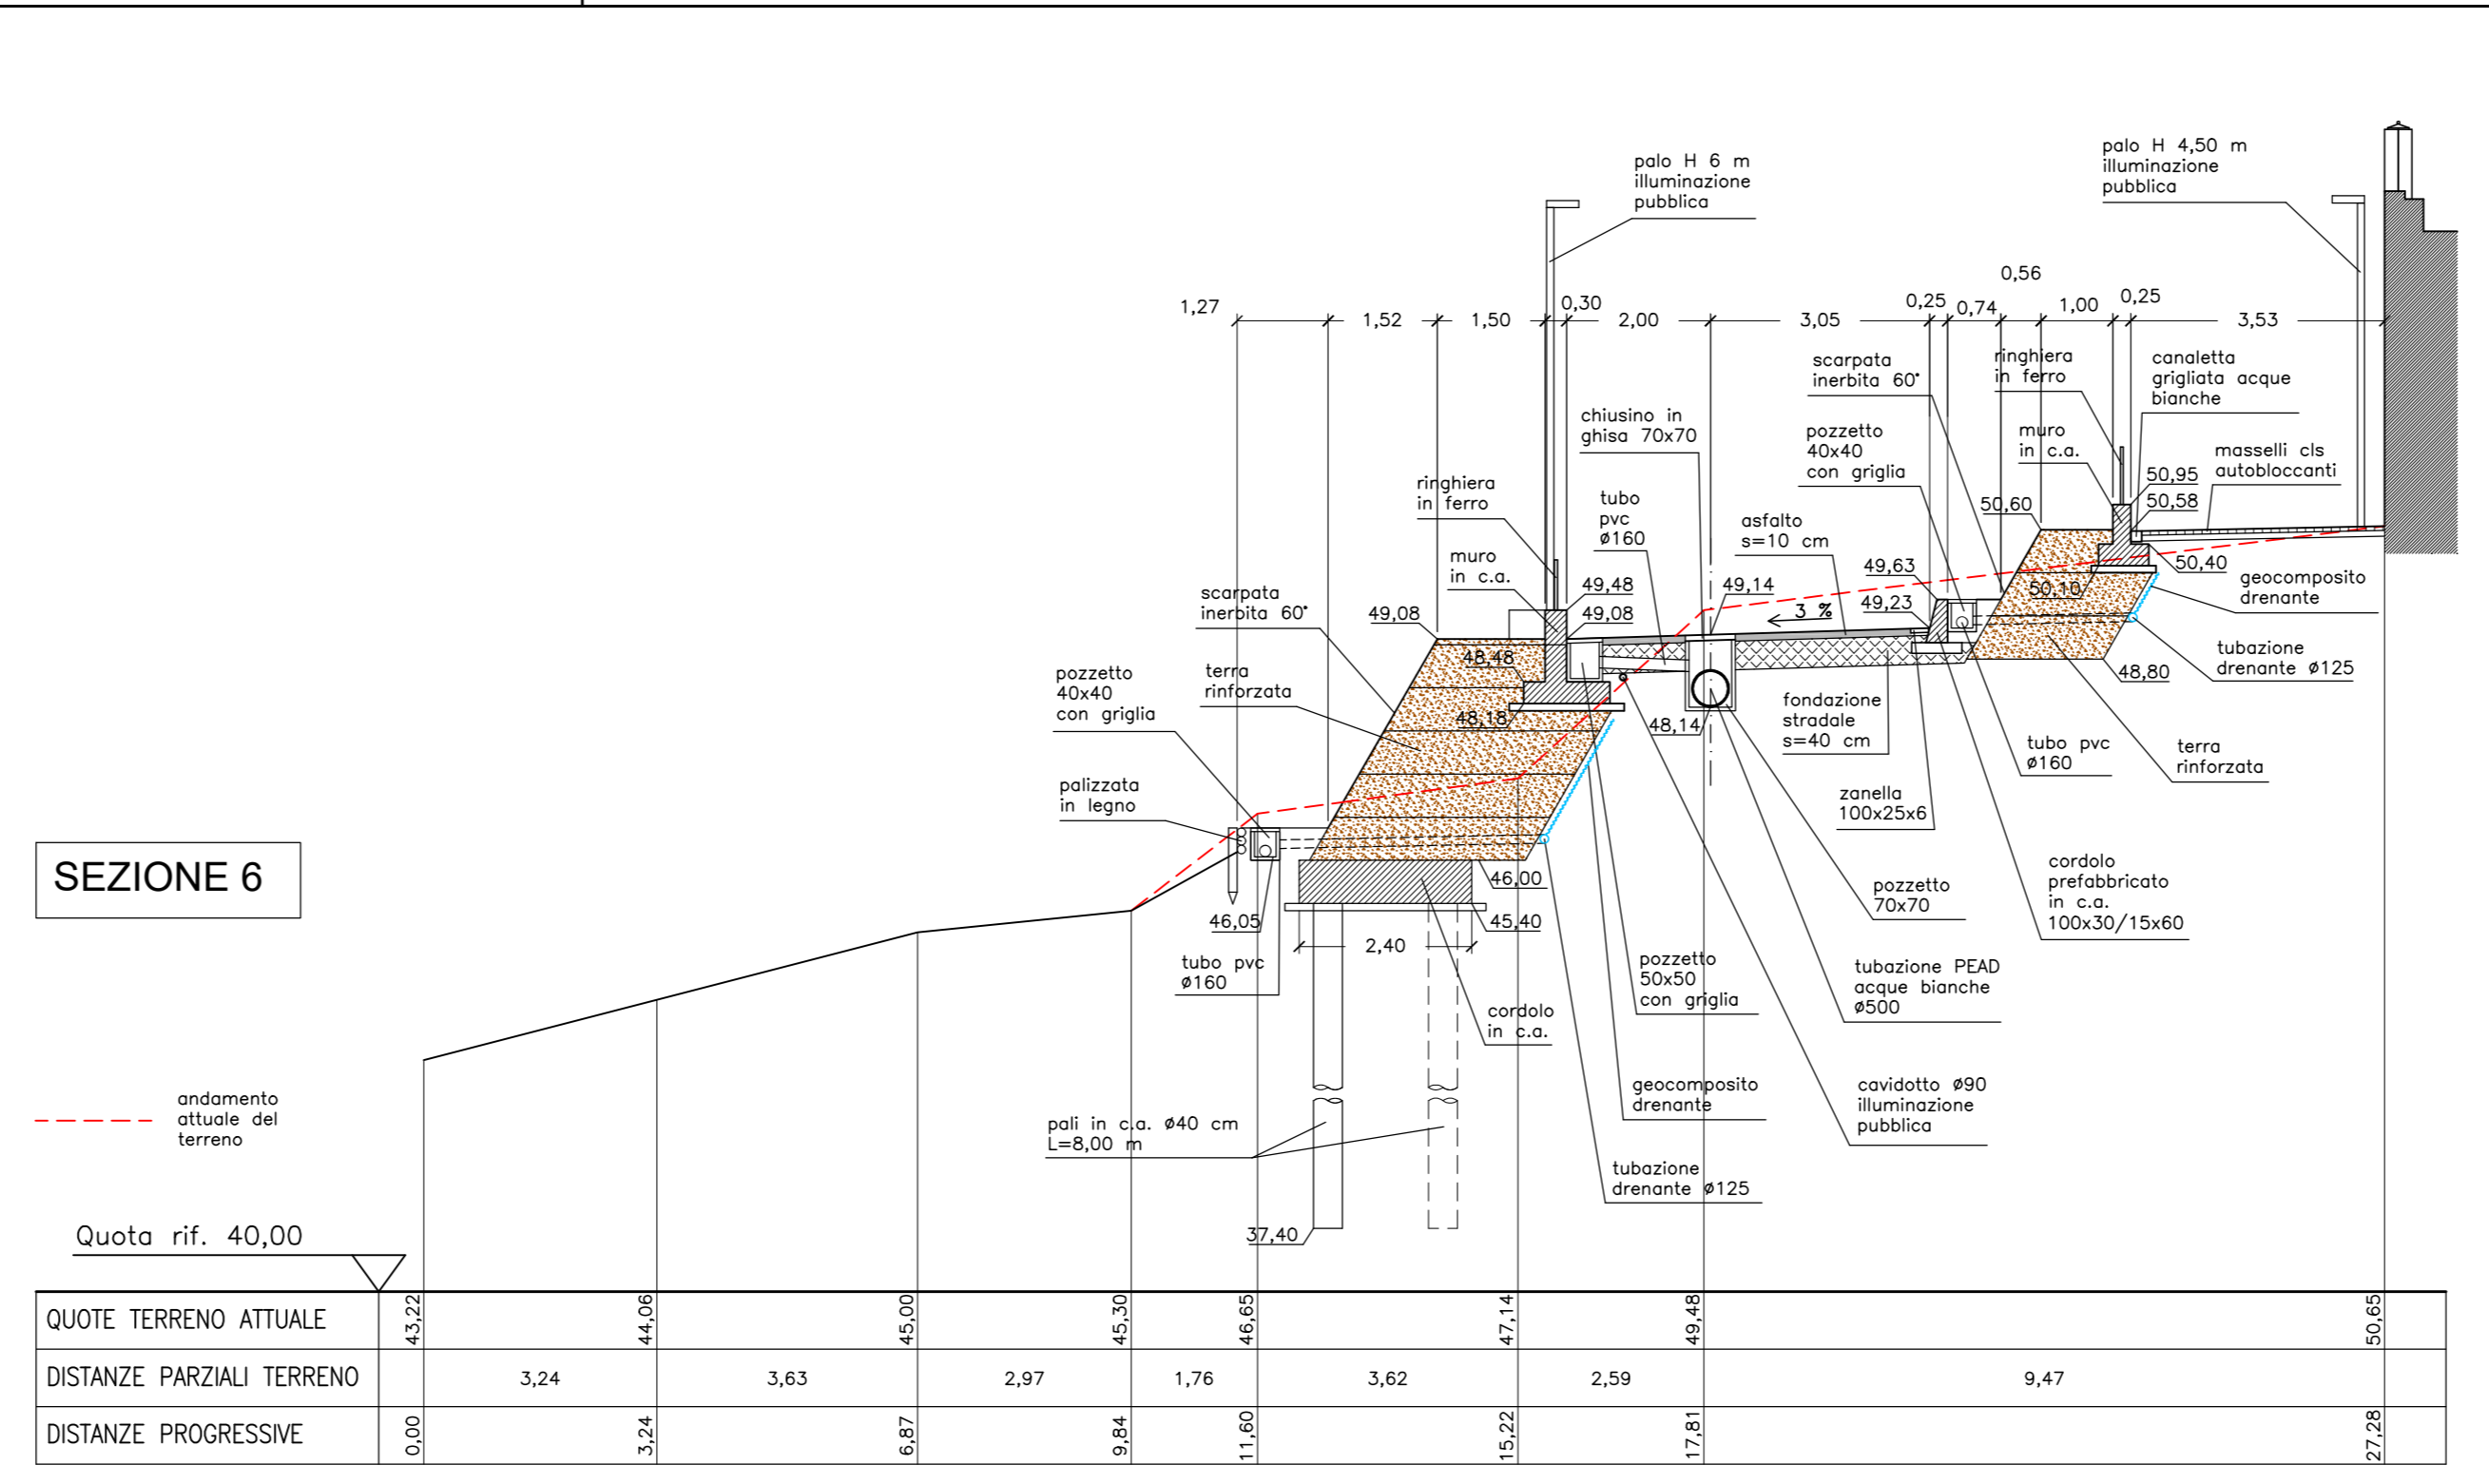 palo H 6 m
illuminazione
pubblica
palo H 4,50 m
illuminazione
pubblica
1,27
1,52
1,50
0,30
2,00
3,05
0,25
0,74
0,56
1,00
0,25
3,53
scarpata
inerbita 60°
ringhiera
in ferro
canaletta
grigliata acque
bianche
chiusino in
ghisa 70x70
pozzetto
40x40
con griglia
muro
in c.a.
masselli cls
autobloccanti
50,95
50,58
50,60
ringhiera
in ferro
tubo
pvc
ø160
asfalto
s=10 cm
muro
in c.a.
49,48
49,08
49,14
49,63
49,23
3 %
50,10
50,40
geocomposito
drenante
scarpata
inerbita 60°
49,08
48,48
48,18
48,14
tubazione
drenante ø125
48,80
pozzetto
40x40
con griglia
terra
rinforzata
fondazione
stradale
s=40 cm
tubo pvc
ø160
terra
rinforzata
palizzata
in legno
zanella
100x25x6
SEZIONE 6
46,00
46,05
45,40
2,40
pozzetto
70x70
cordolo
prefabbricato
in c.a.
100x30/15x60
tubo pvc
ø160
pozzetto
50x50
con griglia
tubazione PEAD
acque bianche
ø500
cordolo
in c.a.
geocomposito
drenante
cavidotto ø90
illuminazione
pubblica
andamento
attuale del
terreno
pali in c.a. ø40 cm
L=8,00 m
tubazione
drenante ø125
37,40
Quota rif. 40,00
QUOTE TERRENO ATTUALE 43,22 44,06 45,00 45,30 46,65 47,14 49,48 50,65
DISTANZE PARZIALI TERRENO 3,24 3,63 2,97 1,76 3,62 2,59 9,47
DISTANZE PROGRESSIVE 0,00 3,24 6,87 9,84 11,60 15,22 17,81 27,28